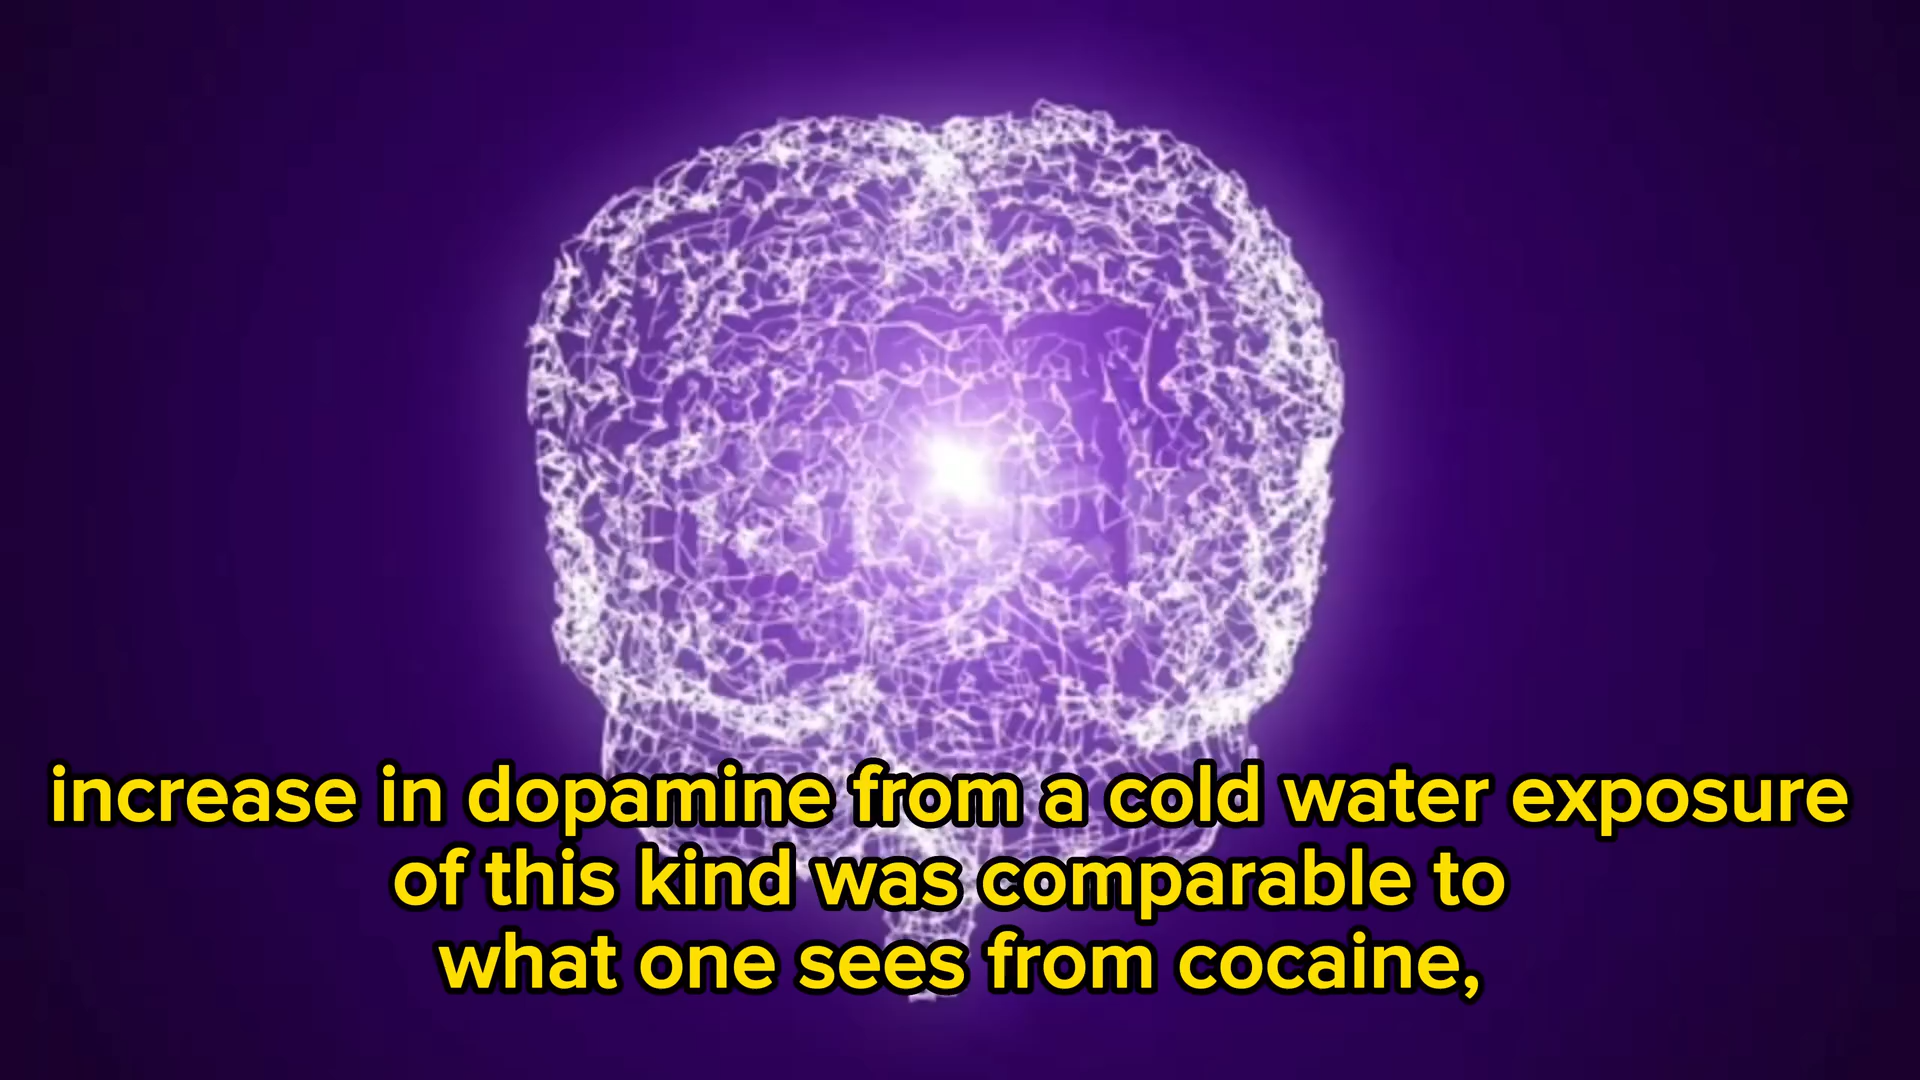 increase in dopamine from a cold water exposure
of this kind was comparable to
what one sees from cocaine,